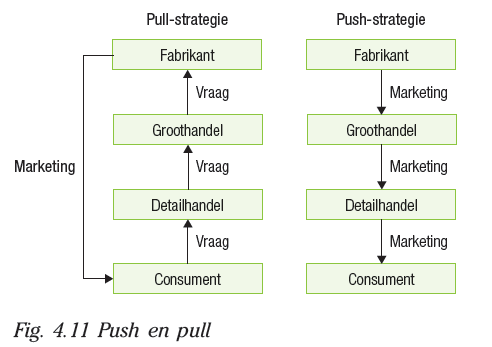 Pull-strategie
Fabrikant
Vraag
Groothandel
Marketing
Vraag
Detailhandel
Vraag
Consument
Push-strategie
Fabrikant
Marketing
Groothandel
Marketing
Detailhandel
Marketing
Consument
Fig. 4.11 Push en pull